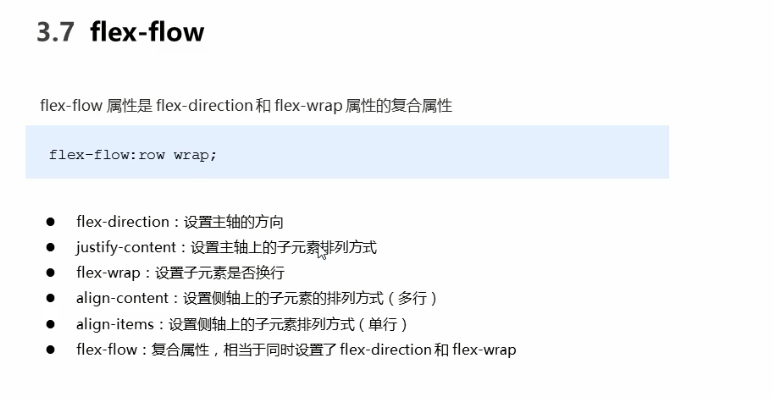 3.7 flex-flow
flex-flow 属性是 flex-direction 和 flex-wrap 属性的复合属性
flex-flow:row wrap;
● flex-direction：设置主轴的方向
● justify-content：设置主轴上的子元素排列方式
● flex-wrap：设置子元素是否换行
● align-content：设置侧轴上的子元素的排列方式（多行）
● align-items：设置侧轴上的子元素排列方式（单行）
● flex-flow：复合属性，相当于同时设置了 flex-direction 和 flex-wrap